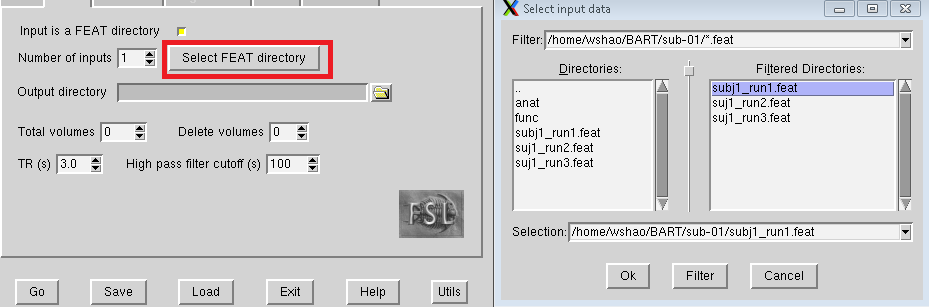 Input is a FEAT directory
Number of inputs 1 Select FEAT directory
Output directory
Total volumes 0 Delete volumes 0
TR (s) 3.0 High pass filter cutoff (s) 100
FSL
Go Save Load Exit Help Utils
Select input data
Filter: /home/wshao/BART/sub-01/*.feat
Directories: Filtered Directories:
..
anat
func
subj1_run1.feat
suj1_run2.feat
suj1_run3.feat
subj1_run1.feat
suj1_run2.feat
suj1_run3.feat
Selection: /home/wshao/BART/sub-01/subj1_run1.feat
Ok Filter Cancel